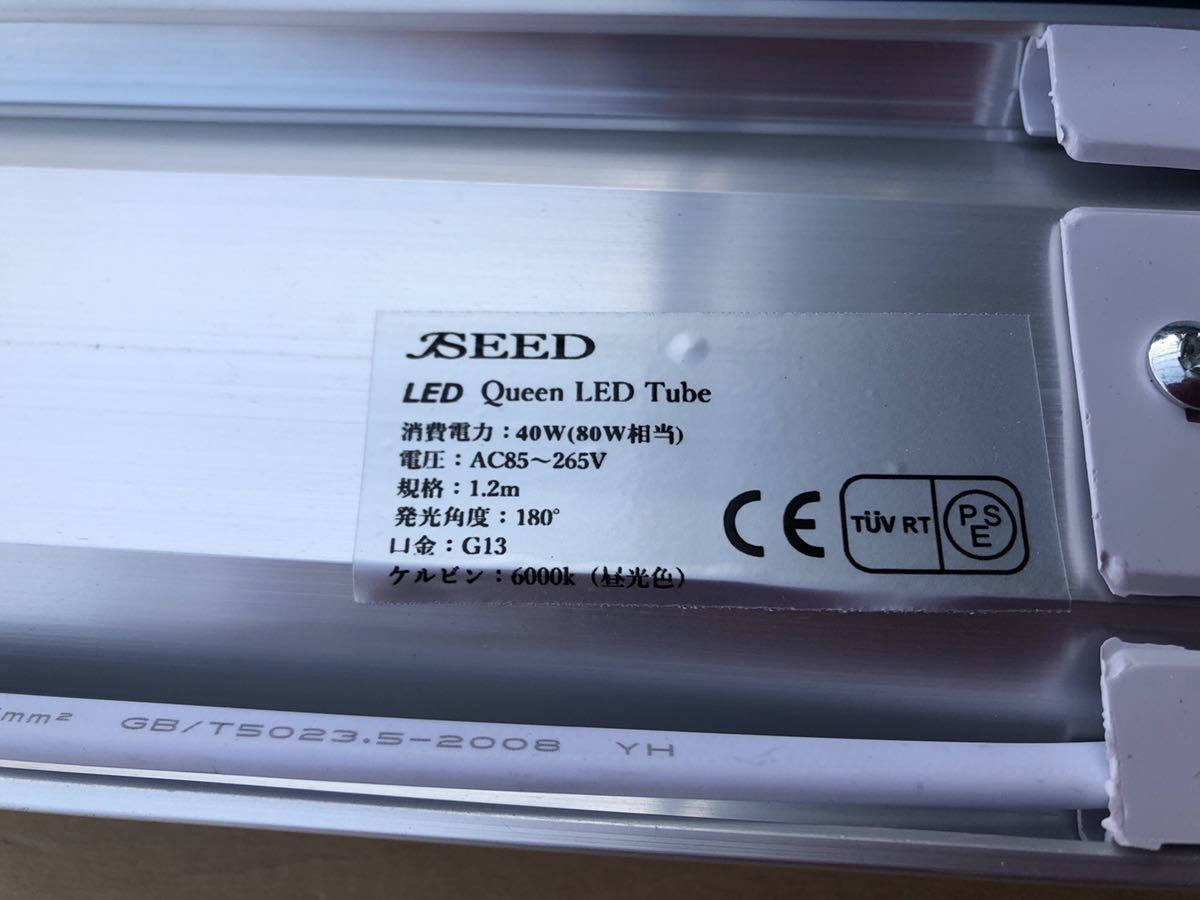 JSEED
LED Queen LED Tube
消費電力：40W(80W相当)
電圧：AC85～265V
規格：1.2m
発光角度：180°
口金：G13
ケルビン：6000k（昼光色）
CE TÜV RT PSE
mm² GB/T5023.5-2008 YH